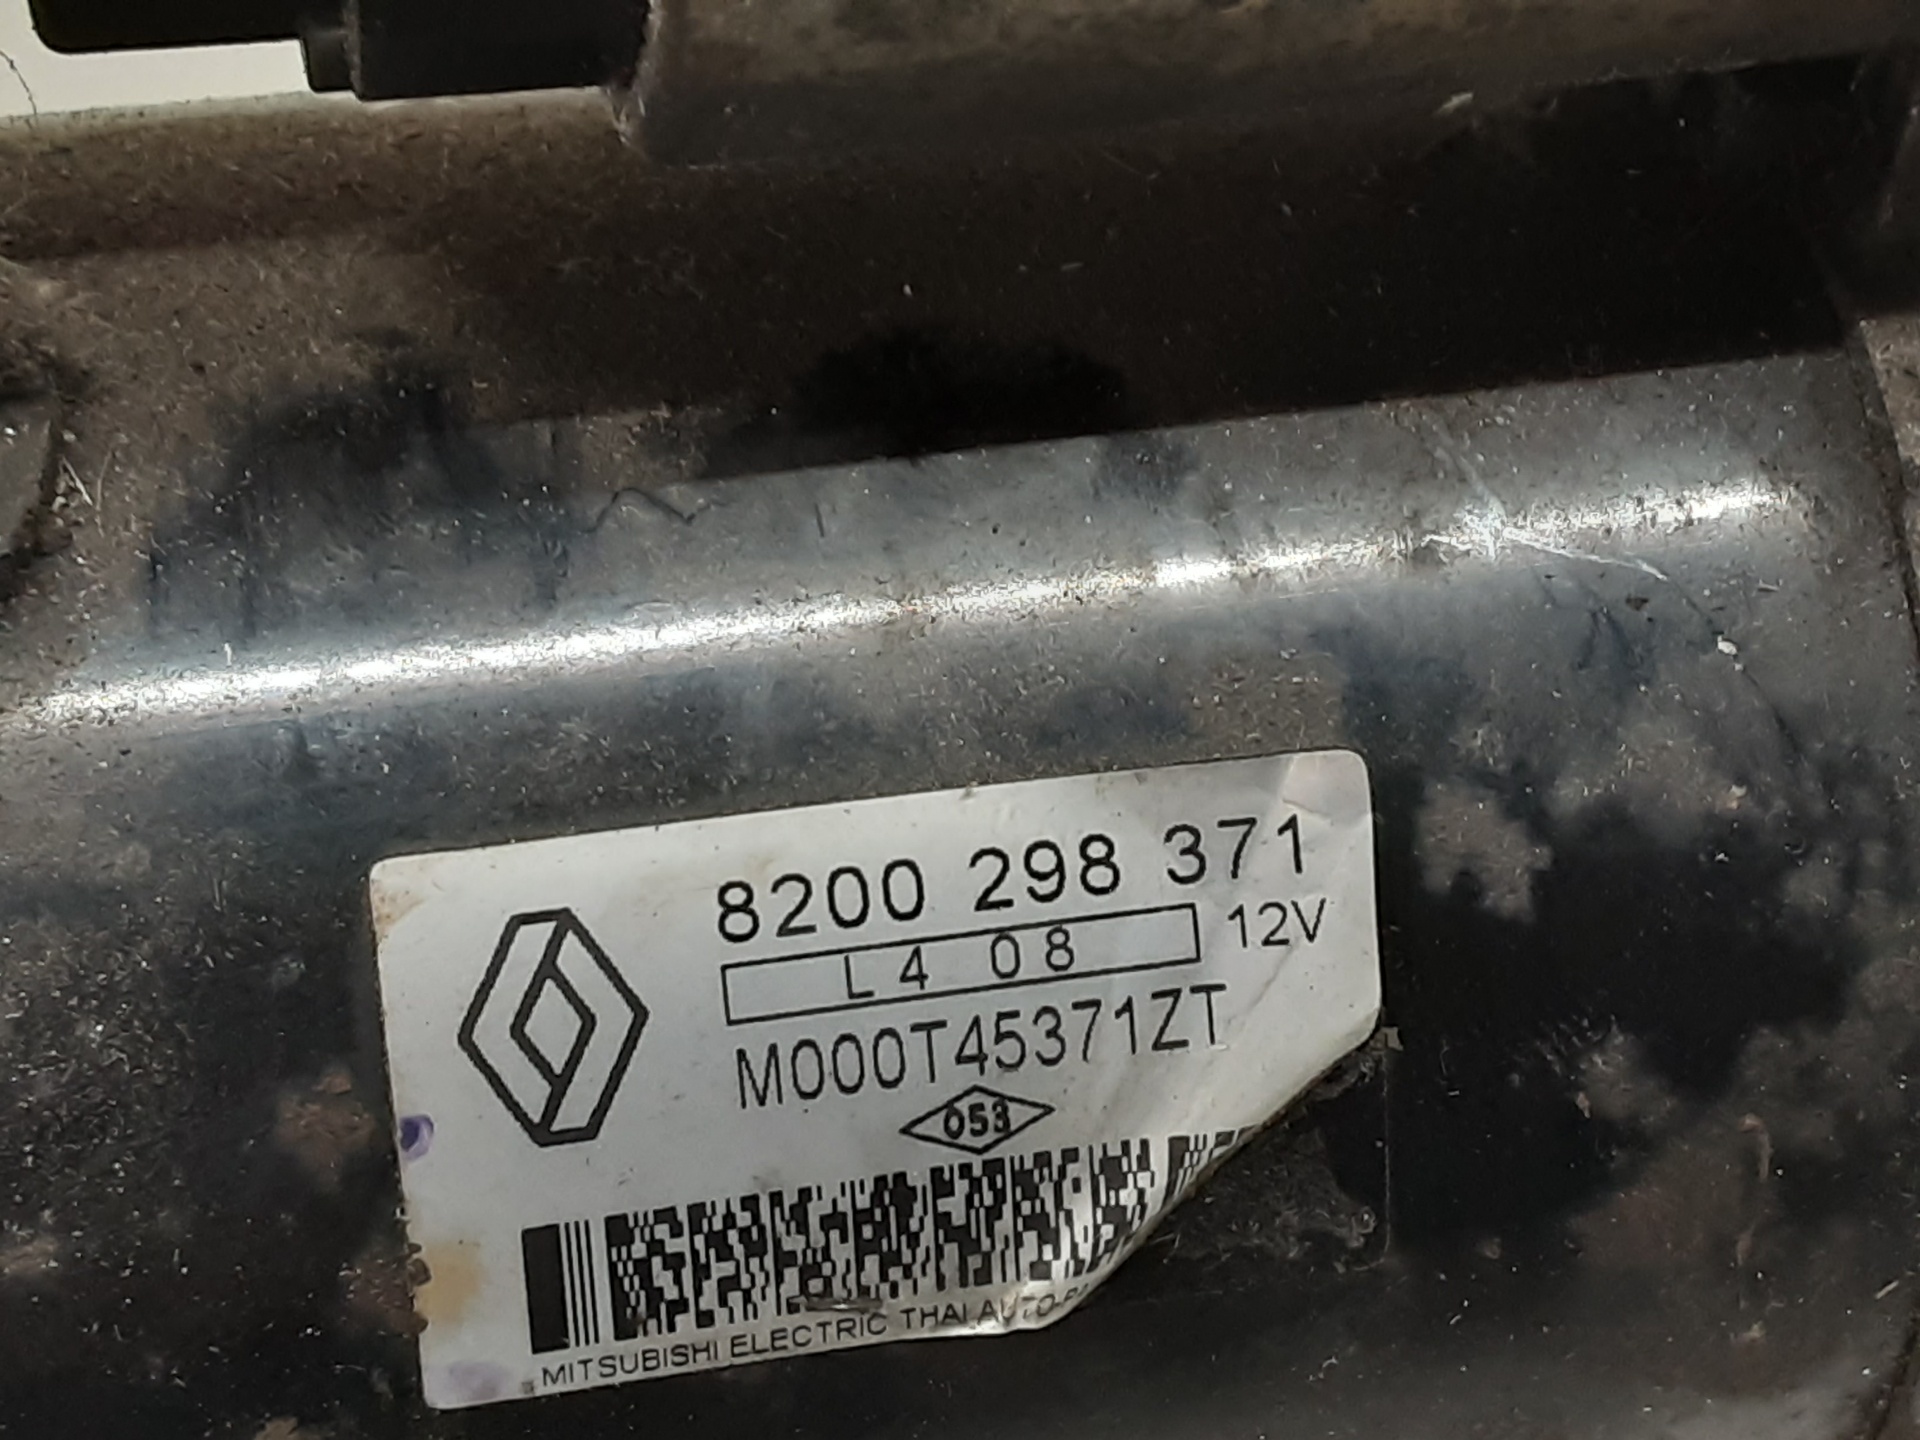 8200 298 371
L4 08 12V
M000T45371ZT
053
MITSUBISHI ELECTRIC THAI AUTO-